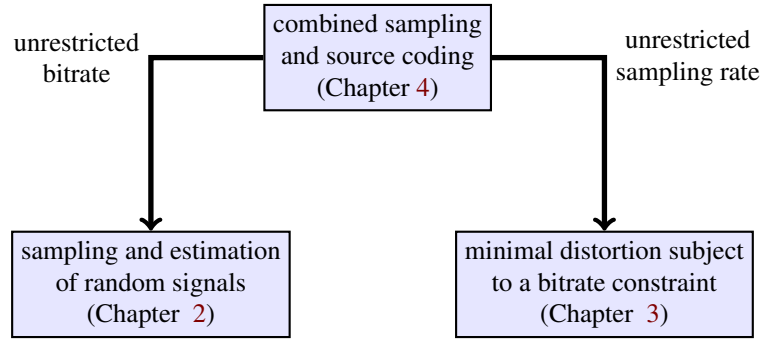 combined sampling
and source coding
(Chapter 4)
unrestricted
bitrate
unrestricted
sampling rate
sampling and estimation
of random signals
(Chapter 2)
minimal distortion subject
to a bitrate constraint
(Chapter 3)